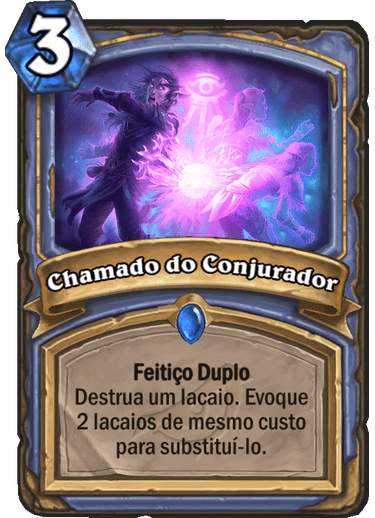 3
Chamado do Conjurador
Feitiço Duplo
Destrua um lacaio. Evoque
2 lacaios de mesmo custo
para substituí-lo.